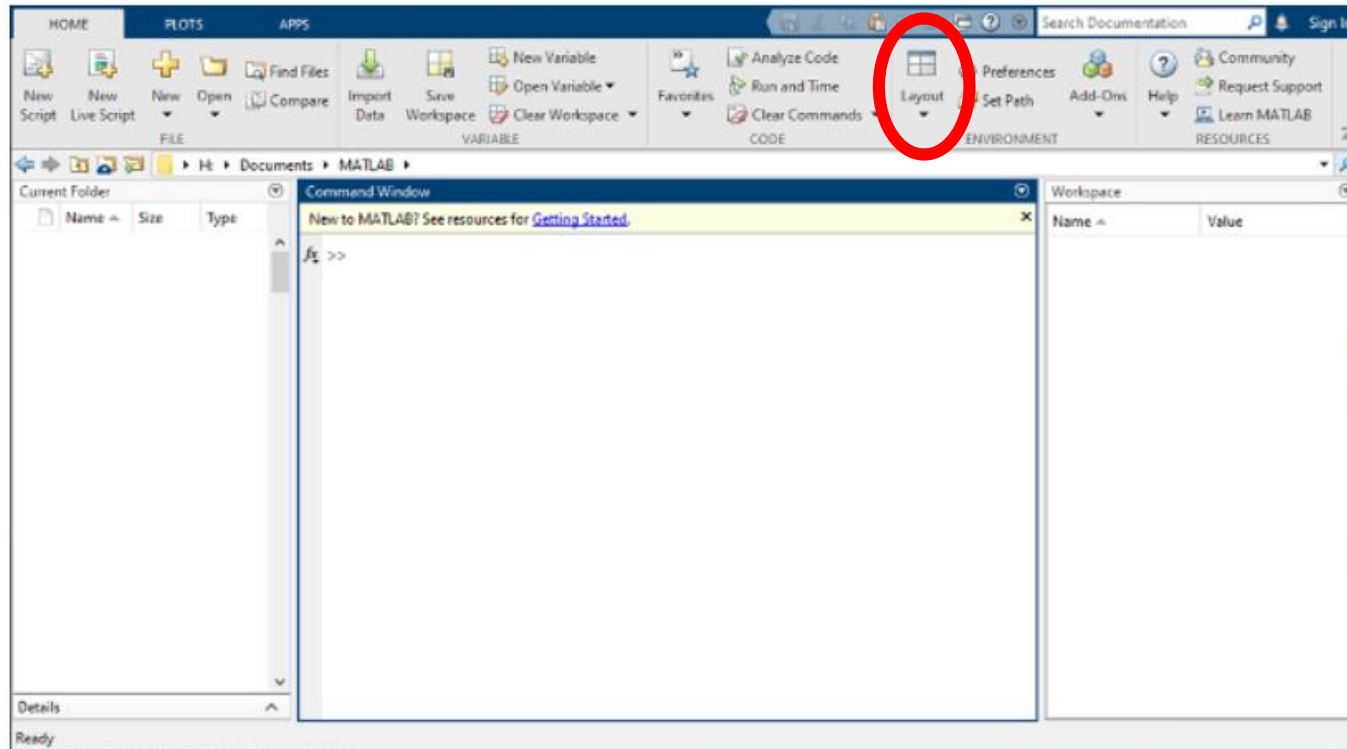 HOME PLOTS APPS Search Documentation Sign In
New Variable Analyze Code Community
Find Files Open Variable Run and Time Preferences Request Support
New Script New Live Script New Open Compare Import Data Save Workspace Clear Workspace Favorites Clear Commands Layout Set Path Add-Ons Help Learn MATLAB
FILE VARIABLE CODE ENVIRONMENT RESOURCES
H: Documents MATLAB
Current Folder Command Window Workspace
Name Size Type New to MATLAB? See resources for Getting Started. Name Value
fx >>
Details
Ready